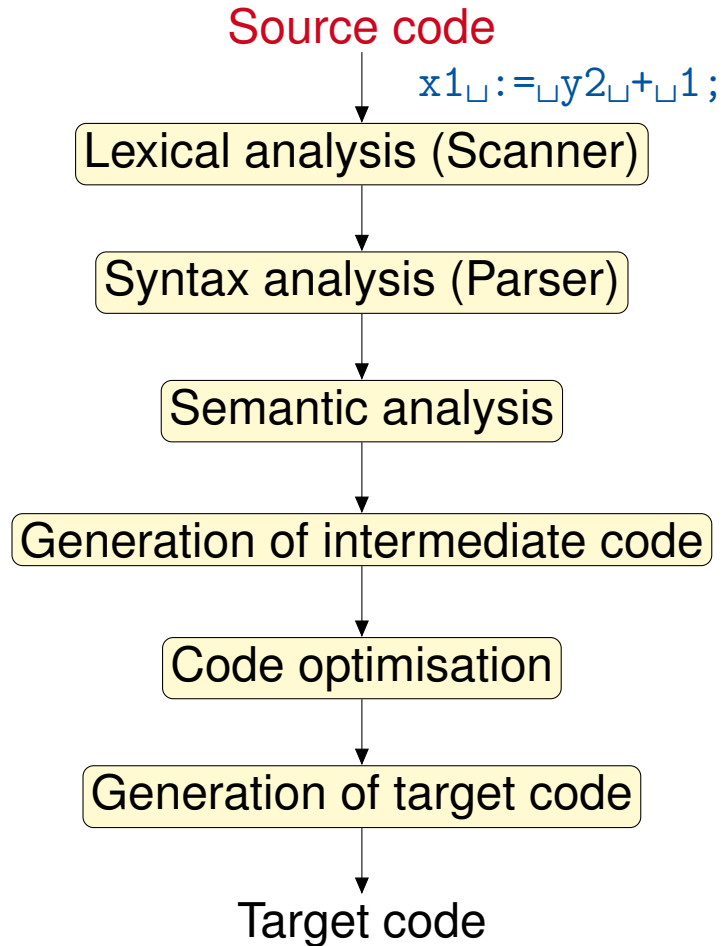 Source code
x1␣:=␣y2␣+␣1;
Lexical analysis (Scanner)
Syntax analysis (Parser)
Semantic analysis
Generation of intermediate code
Code optimisation
Generation of target code
Target code